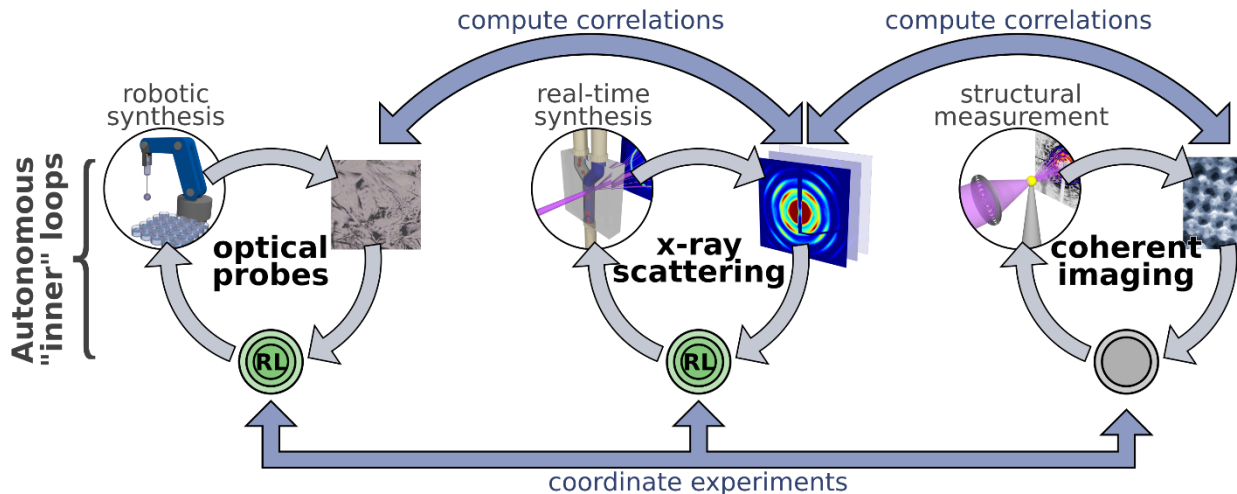 compute correlations
compute correlations
robotic
synthesis
real-time
synthesis
structural
measurement
Autonomous
"inner" loops
optical
probes
x-ray
scattering
coherent
imaging
RL
RL
coordinate experiments